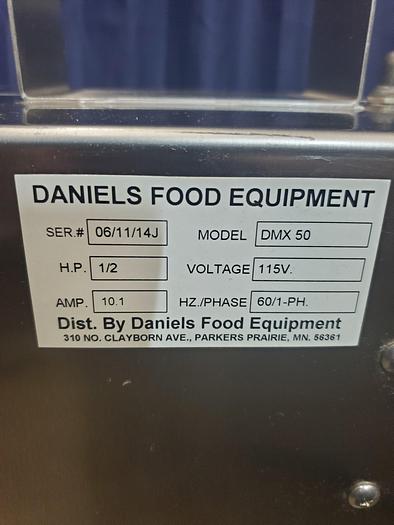 DANIELS FOOD EQUIPMENT
SER.# 06/11/14J MODEL DMX 50
H.P. 1/2 VOLTAGE 115V.
AMP. 10.1 HZ./PHASE 60/1-PH.
Dist. By Daniels Food Equipment
310 NO. CLAYBORN AVE., PARKERS PRAIRIE, MN. 56361